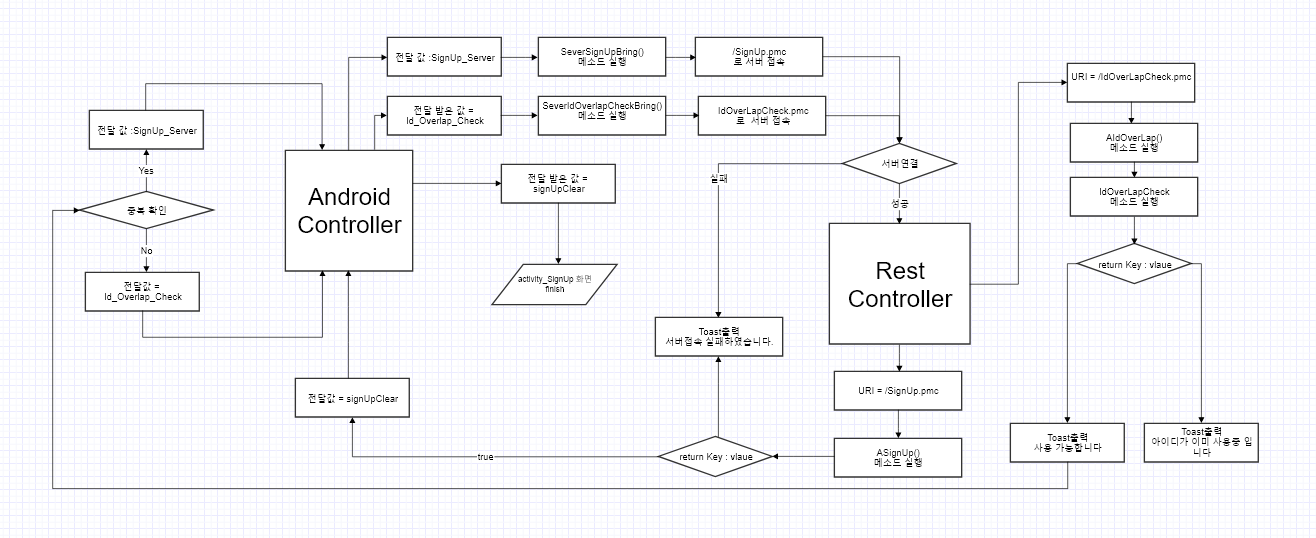 전달 값 :SignUp_Server
SeverSignUpBring()
메소드 실행
/SignUp.pmc
로 서버 접속
URI = /IdOverLapCheck.pmc
전달 받은 값 =
Id_Overlap_Check
SeverIdOverlapCheckBring()
메소드 실행
IdOverLapCheck.pmc
로 서버 접속
전달 값 :SignUp_Server
AIdOverLap()
메소드 실행
서버연결
Yes
실패
전달 받은 값 =
signUpClear
IdOverLapCheck
메소드 실행
Android
Controller
성공
중복 확인
No
return Key : vlaue
Rest
Controller
activity_SignUp 화면
finish
전달값 =
Id_Overlap_Check
Toast출력
서버접속 실패하였습니다.
URI = /SignUp.pmc
전달값 = signUpClear
Toast출력
사용 가능합니다
Toast출력
아이디가 이미 사용중 입
니다
true
return Key : vlaue
ASignUp()
메소드 실행